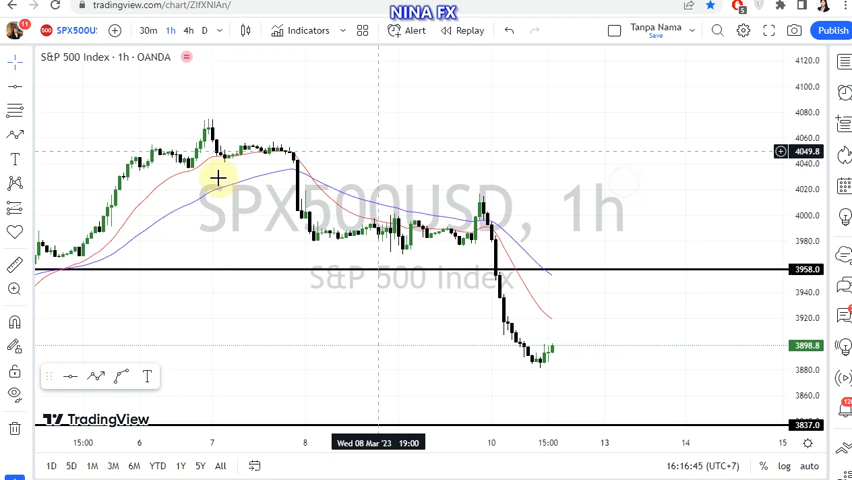 tradingview.com/chart/ZIfXNIAn/
NINA FX
5
11
SPX500U
30m 1h 4h D
Indicators
Alert
Replay
Tanpa Nama
Save
Publish
S&P 500 Index · 1h · OANDA
4120.0
4100.0
4080.0
4060.0
4049.8
4040.0
4020.0
4000.0
3980.0
3958.0
3940.0
3920.0
3898.8
3880.0
3860.0
3837.0
SPX500USD, 1h
S&P 500 Index
TradingView
15:00 6 7 8 Wed 08 Mar '23 19:00 10 15:00 13 14 15
1D 5D 1M 3M 6M YTD 1Y 5Y All
16:16:45 (UTC+7)
% log auto